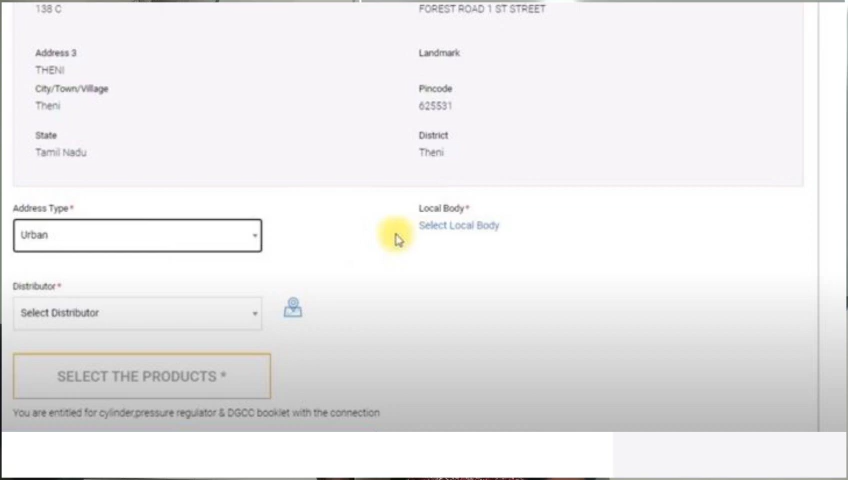 138 C
FOREST ROAD 1 ST STREET
Address 3
Landmark
THENI
City/Town/Village
Pincode
Theni
625531
State
District
Tamil Nadu
Theni
Address Type*
Local Body*
Urban
Select Local Body
Distributor*
Select Distributor
SELECT THE PRODUCTS *
You are entitled for cylinder,pressure regulator & DGCC booklet with the connection